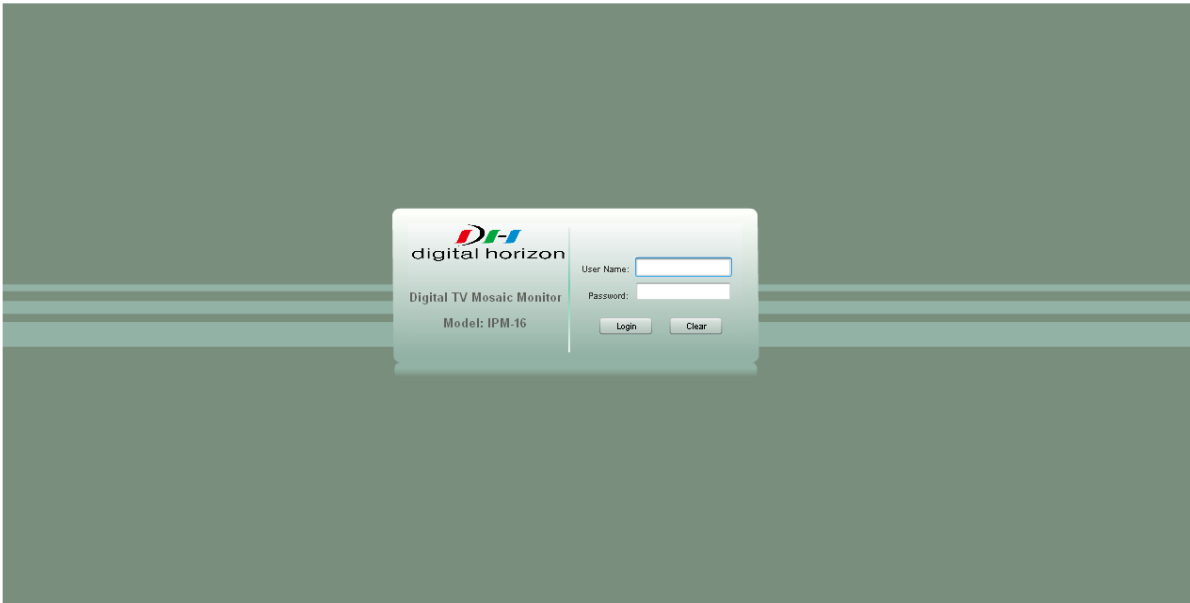 DH
digital horizon
Digital TV Mosaic Monitor
Model: IPM-16
User Name:
Password:
Login Clear